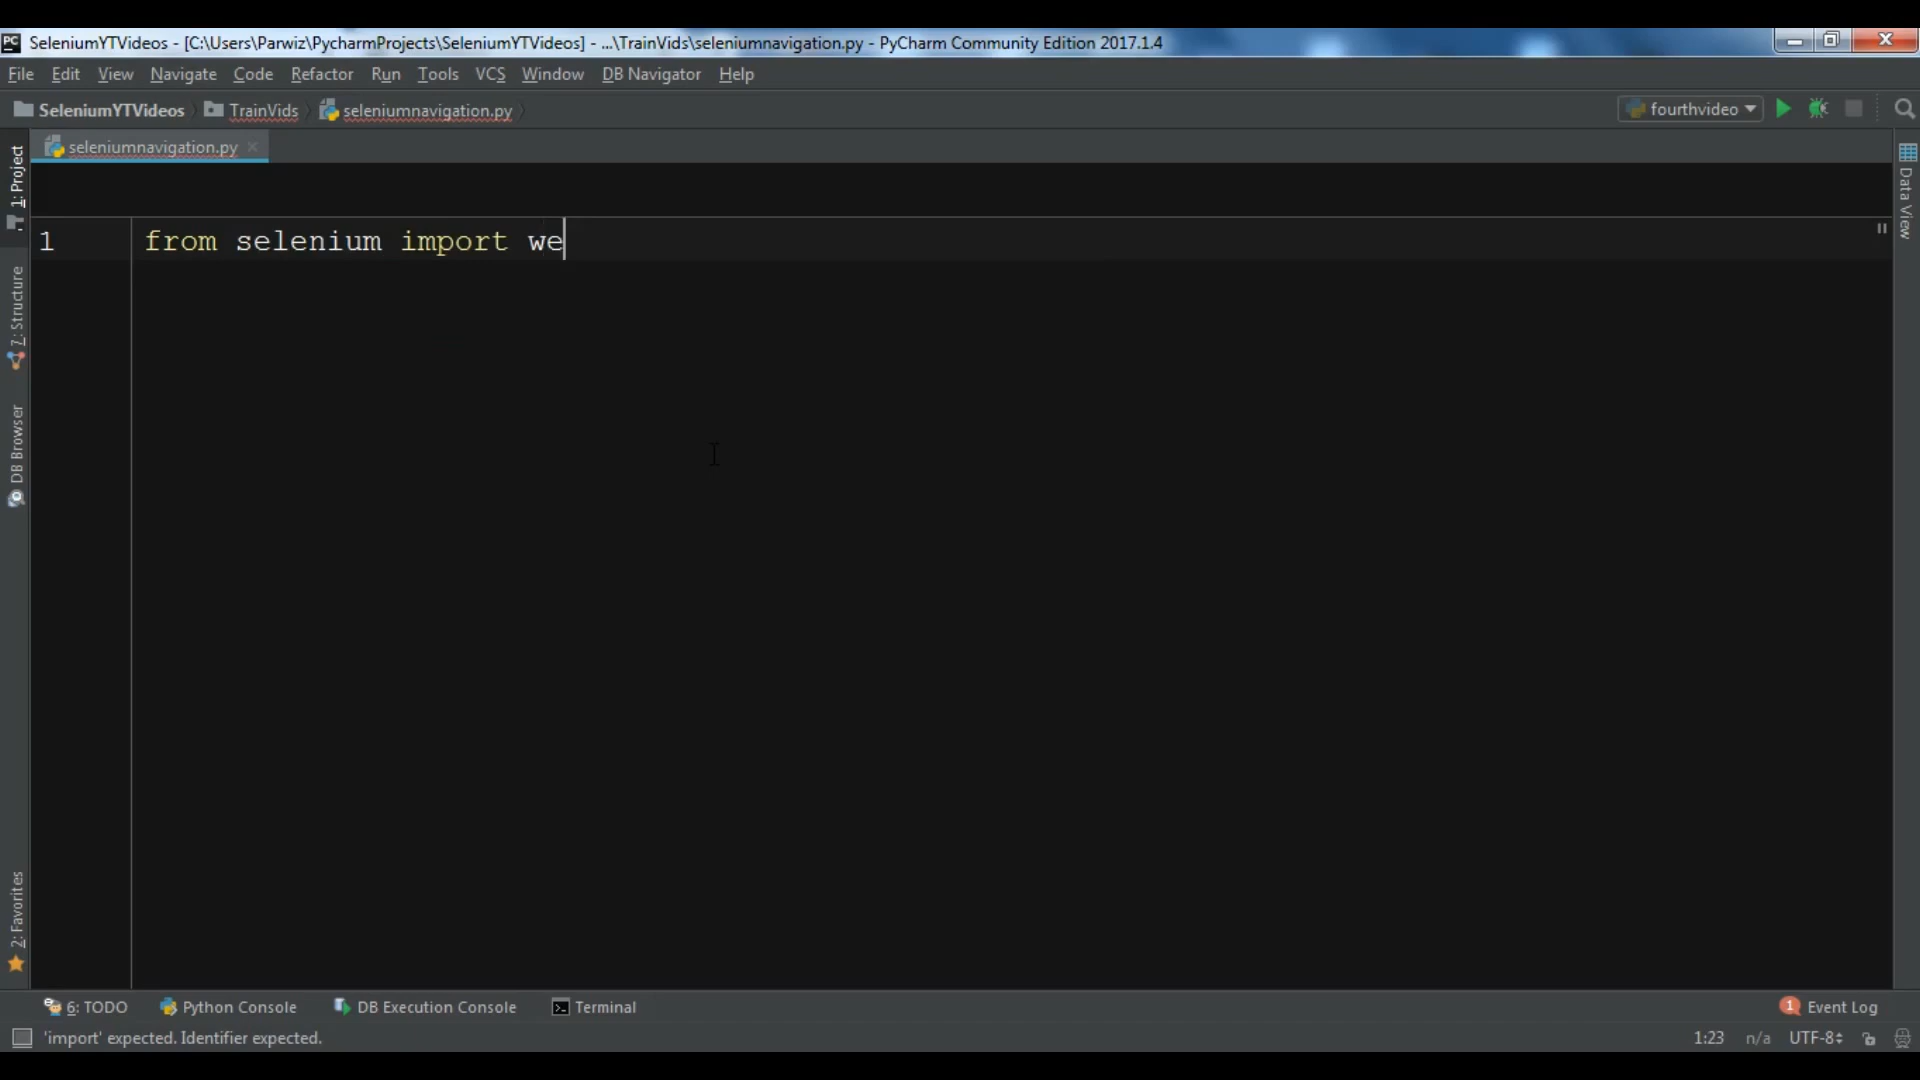 SeleniumYTVideos - [C:\Users\Parwiz\PycharmProjects\SeleniumYTVideos] - ...\TrainVids\seleniumnavigation.py - PyCharm Community Edition 2017.1.4
File Edit View Navigate Code Refactor Run Tools VCS Window DB Navigator Help
SeleniumYTVideos TrainVids seleniumnavigation.py fourthvideo
seleniumnavigation.py
1: Project
Data View
1 from selenium import we
7: Structure
DB Browser
2: Favorites
6: TODO Python Console DB Execution Console Terminal 1 Event Log
'import' expected. Identifier expected. 1:23 n/a UTF-8